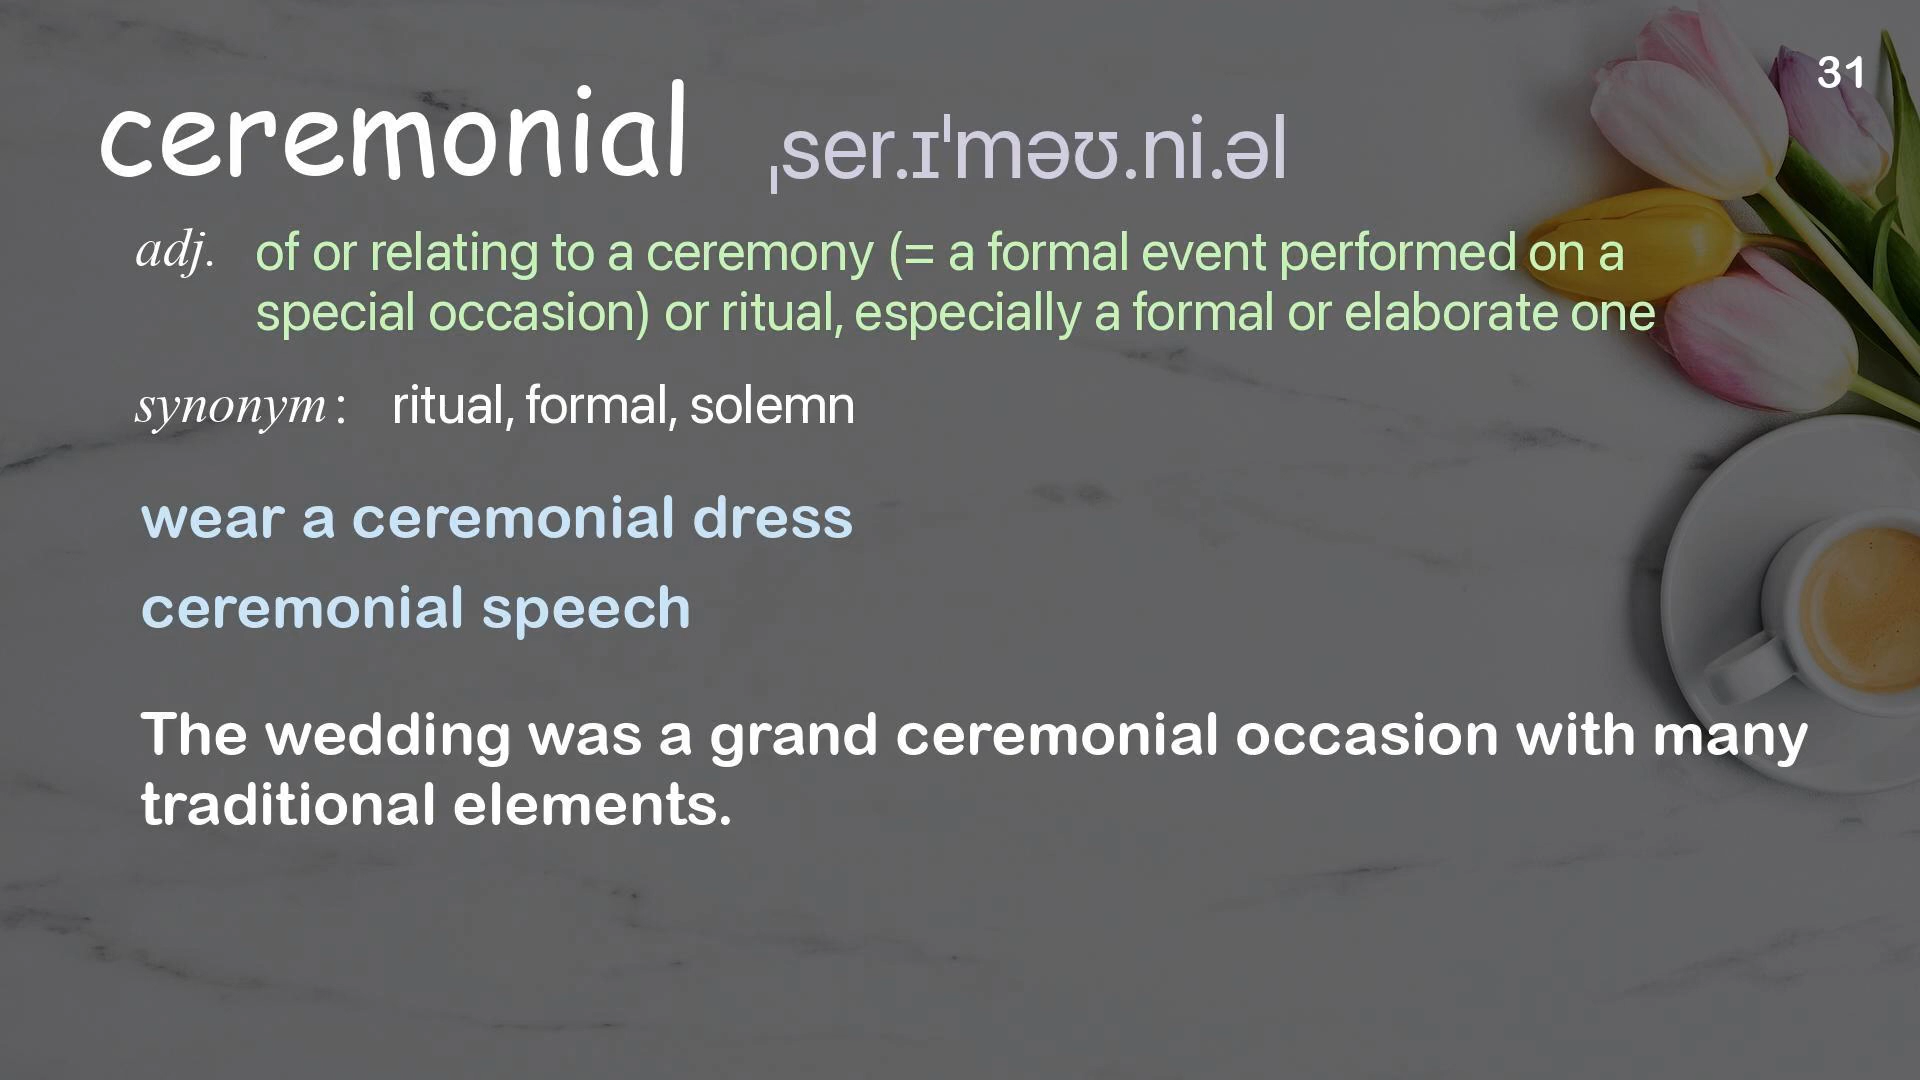 31
ceremonial ˌser.ɪˈməʊ.ni.əl
adj. of or relating to a ceremony (= a formal event performed on a
special occasion) or ritual, especially a formal or elaborate one
synonym: ritual, formal, solemn
wear a ceremonial dress
ceremonial speech
The wedding was a grand ceremonial occasion with many
traditional elements.